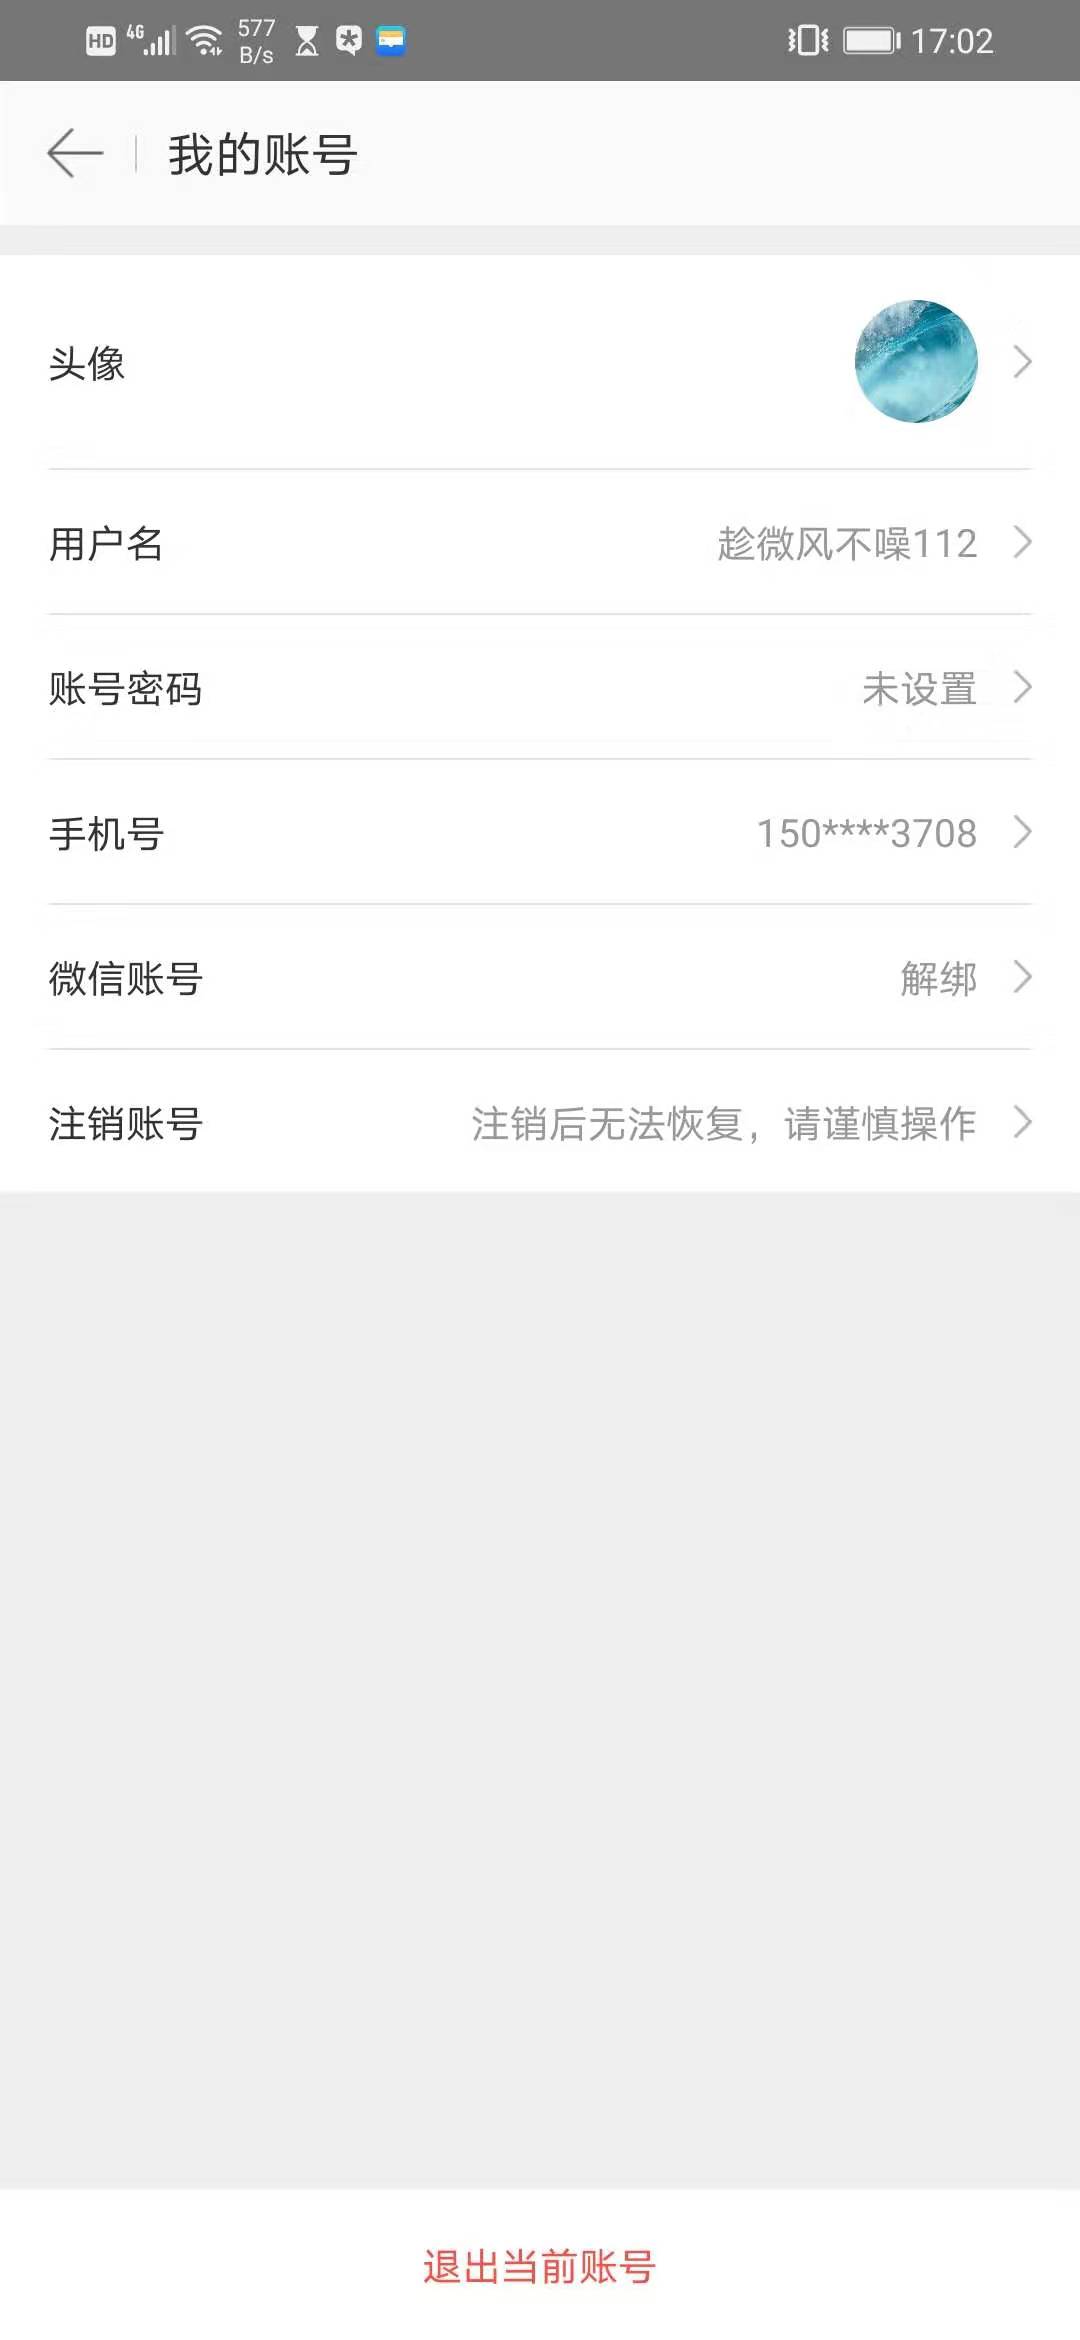 HD 4G 577 B/s 17:02
我的账号
头像
用户名 趁微风不噪112
账号密码 未设置
手机号 150****3708
微信账号 解绑
注销账号 注销后无法恢复，请谨慎操作
退出当前账号